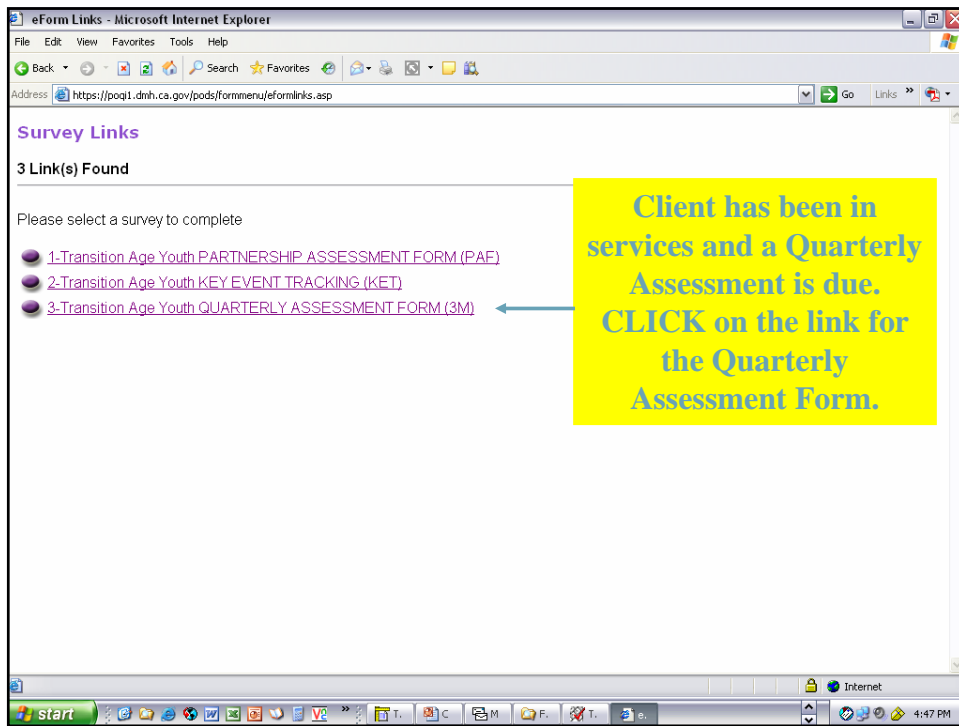 eForm Links - Microsoft Internet Explorer
File Edit View Favorites Tools Help
Back Search Favorites
Address https://poqi1.dmh.ca.gov/pods/formmenu/eformlinks.asp Go Links »
Survey Links
3 Link(s) Found
Please select a survey to complete
1-Transition Age Youth PARTNERSHIP ASSESSMENT FORM (PAF)
2-Transition Age Youth KEY EVENT TRACKING (KET)
3-Transition Age Youth QUARTERLY ASSESSMENT FORM (3M)
Client has been in
services and a Quarterly
Assessment is due.
CLICK on the link for
the Quarterly
Assessment Form.
Internet
start » T. C M F. T. e. 4:47 PM